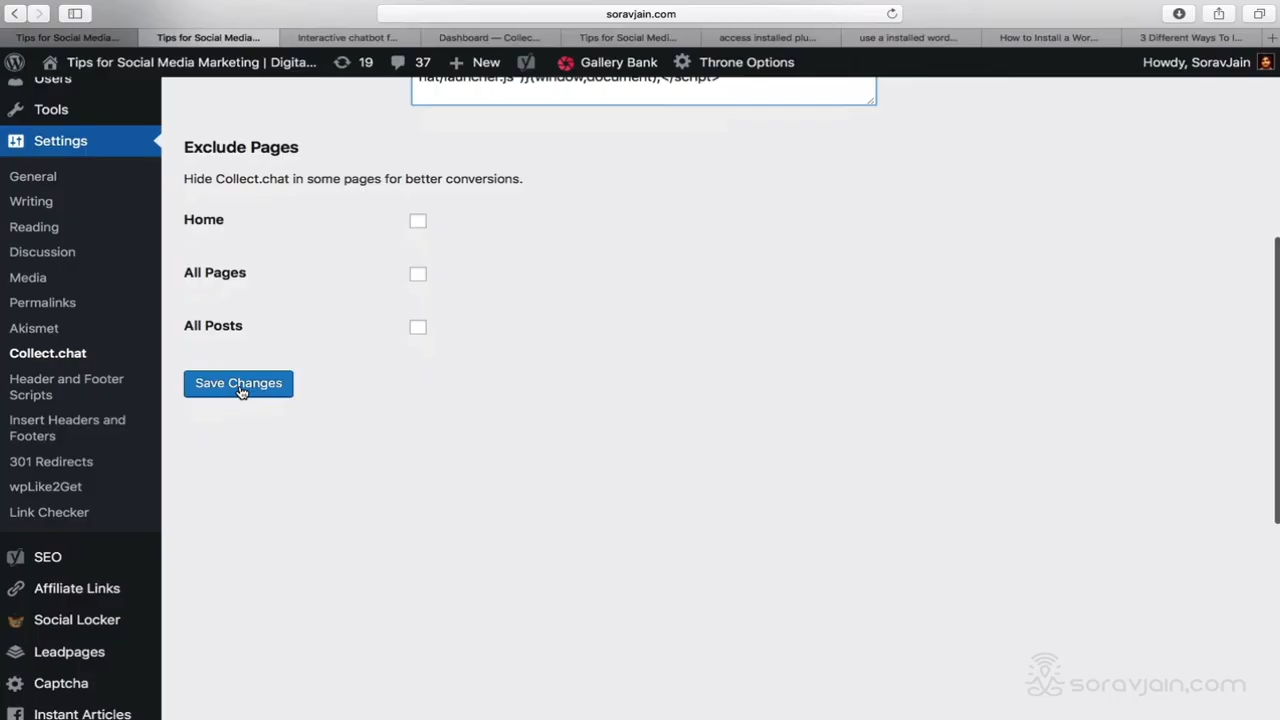 soravjain.com
Tips for Social Media...
Tips for Social Media...
Interactive chatbot f...
Dashboard — Collec...
Tips for Social Medi...
access installed plu...
use a installed word...
How to Install a Wor...
3 Different Ways To I...
Tips for Social Media Marketing | Digita...
19
37
New
Gallery Bank
Throne Options
Howdy, SoravJain
Users
Tools
Settings
General
Writing
Reading
Discussion
Media
Permalinks
Akismet
Collect.chat
Header and Footer
Scripts
Insert Headers and
Footers
301 Redirects
wpLike2Get
Link Checker
SEO
Affiliate Links
Social Locker
Leadpages
Captcha
Instant Articles
hat/launcher.js")}(window,document);</script>
Exclude Pages
Hide Collect.chat in some pages for better conversions.
Home
All Pages
All Posts
Save Changes
soravjain.com